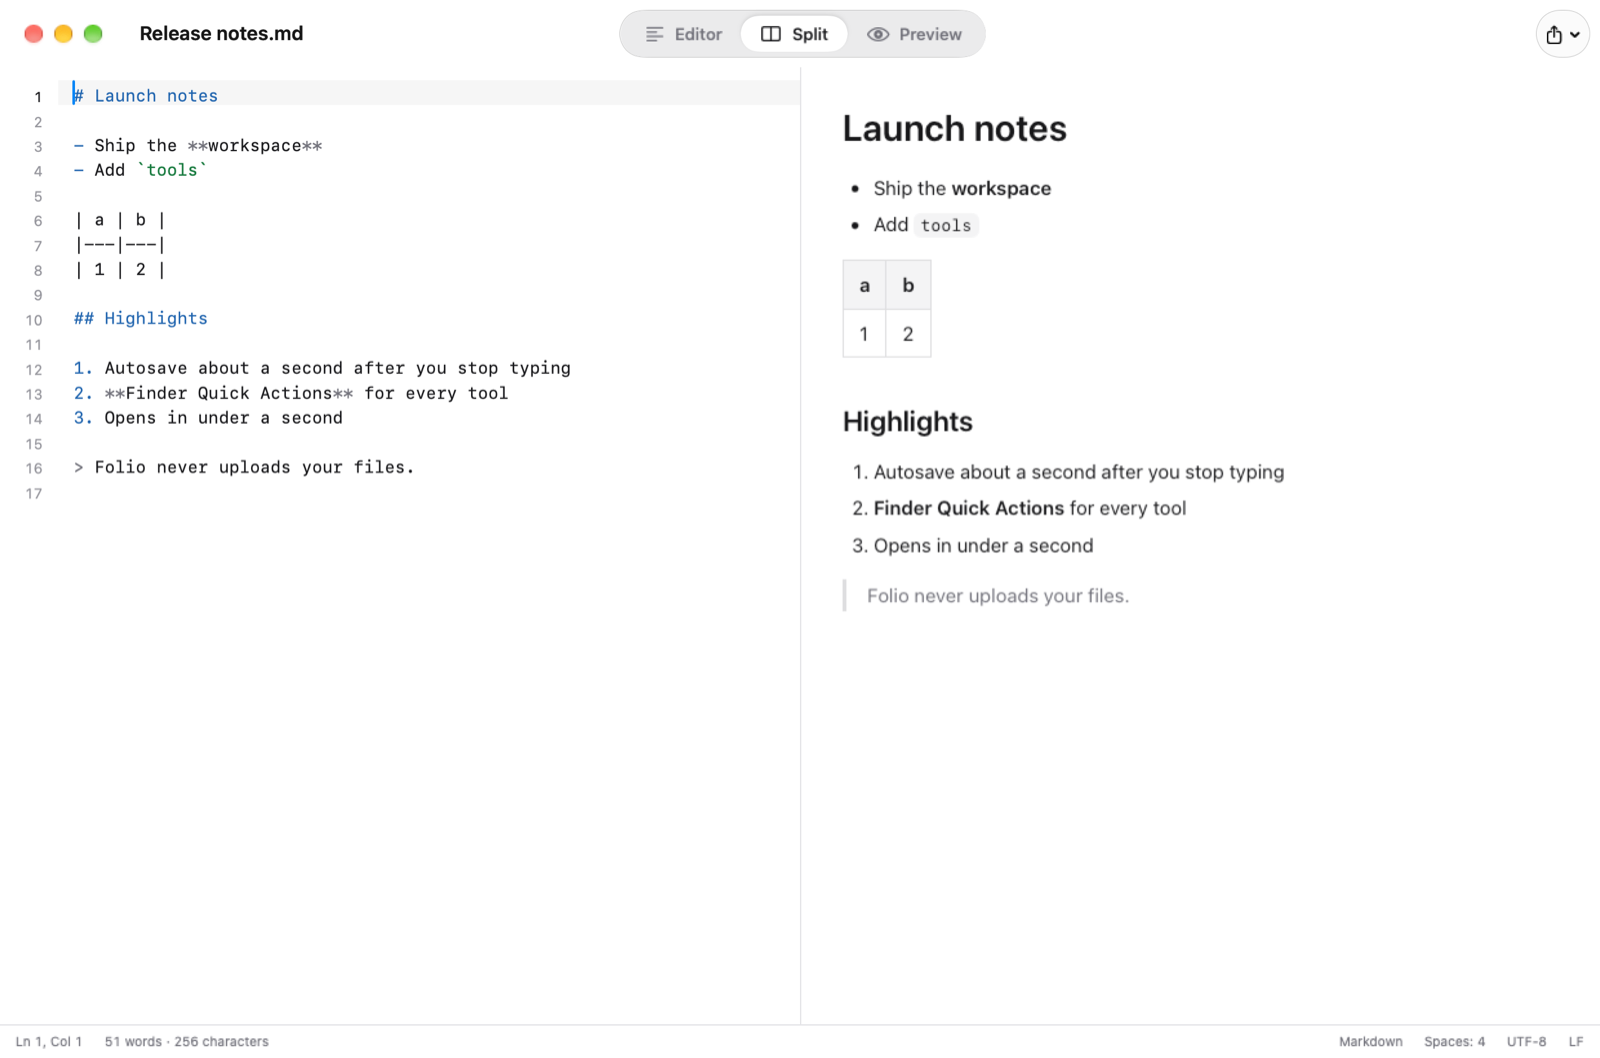 Release notes.md
Editor
Split
Preview
1 # Launch notes
2
3 - Ship the **workspace**
4 - Add `tools`
5
6 | a | b |
7 |---|---|
8 | 1 | 2 |
9
10 ## Highlights
11
12 1. Autosave about a second after you stop typing
13 2. **Finder Quick Actions** for every tool
14 3. Opens in under a second
15
16 > Folio never uploads your files.
17
Launch notes
• Ship the workspace
• Add tools
a b
1 2
Highlights
1. Autosave about a second after you stop typing
2. Finder Quick Actions for every tool
3. Opens in under a second
Folio never uploads your files.
Ln 1, Col 1 51 words · 256 characters
Markdown Spaces: 4 UTF-8 LF